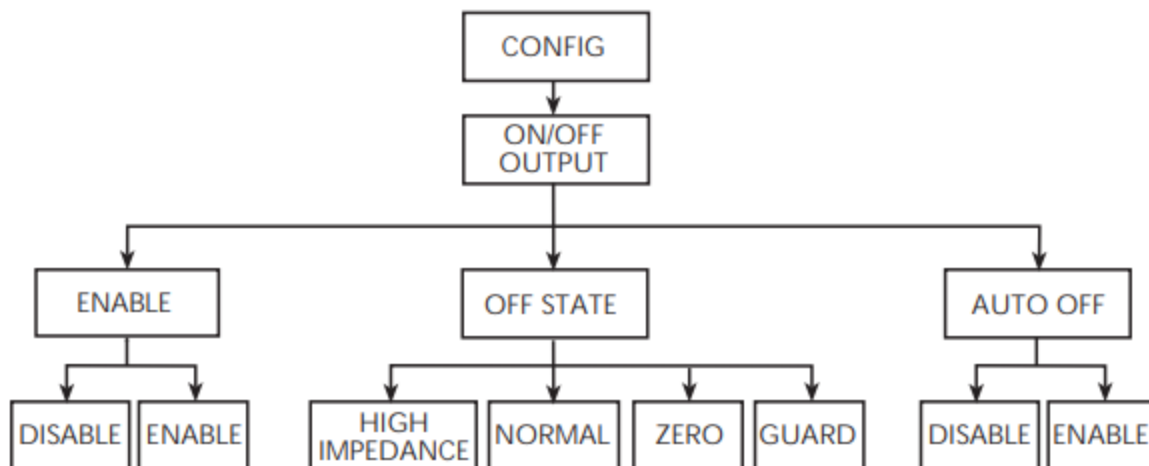 CONFIG
ON/OFF
OUTPUT
ENABLE
OFF STATE
AUTO OFF
DISABLE
ENABLE
HIGH
IMPEDANCE
NORMAL
ZERO
GUARD
DISABLE
ENABLE